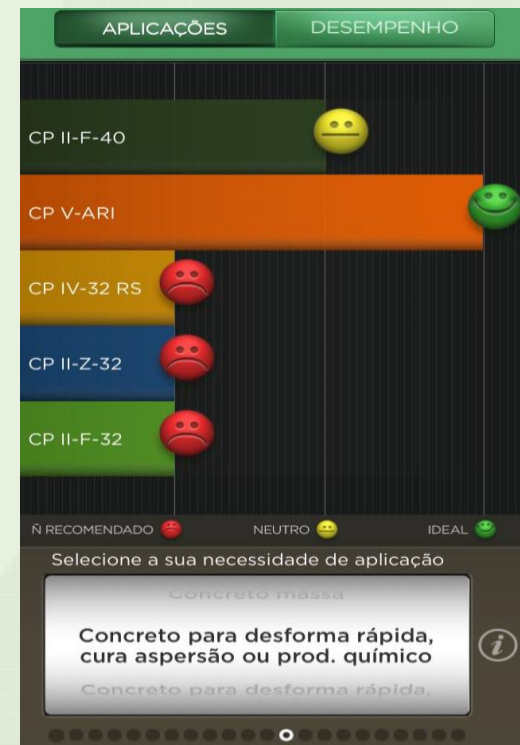 APLICAÇÕES DESEMPENHO
CP II-F-40
CP V-ARI
CP IV-32 RS
CP II-Z-32
CP II-F-32
Ñ RECOMENDADO NEUTRO IDEAL
Selecione a sua necessidade de aplicação
Concreto massa
Concreto para desforma rápida,
cura aspersão ou prod. químico
i
Concreto para desforma rápida,